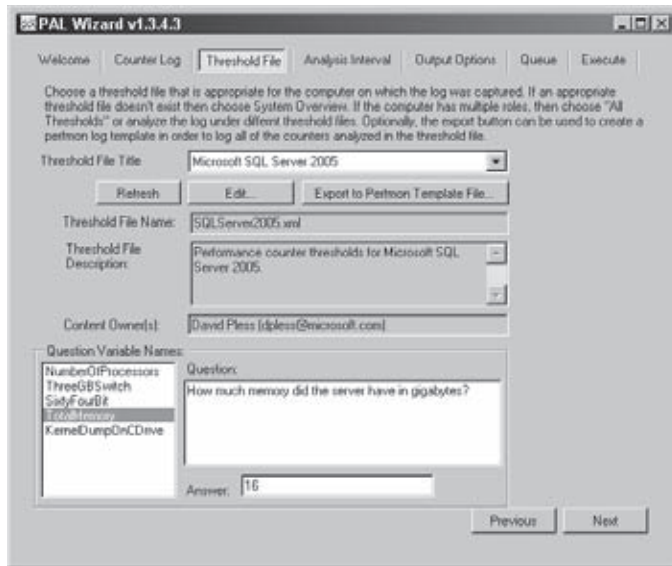 PAL Wizard v1.3.4.3
Welcome Counter Log Threshold File Analysis Interval Output Options Queue Execute
Choose a threshold file that is appropriate for the computer on which the log was captured. If an appropriate
threshold file doesn't exist then choose System Overview. If the computer has multiple roles, then choose "All
Thresholds" or analyze the log under differnt threshold files. Optionally, the export button can be used to create a
perfmon log template in order to log all of the counters analyzed in the threshold file.
Threshold File Title Microsoft SQL Server 2005
Refresh Edit... Export to Perfmon Template File...
Threshold File Name: SQLServer2005.xml
Threshold File
Description:
Performance counter thresholds for Microsoft SQL
Server 2005.
Content Owner(s): David Pless (dpless@microsoft.com)
Question Variable Names:
NumberOfProcessors
ThreeGBSwitch
SixtyFourBit
TotalMemory
KernelDumpOnCDrive
Question:
How much memory did the server have in gigabytes?
Answer: 16
Previous Next